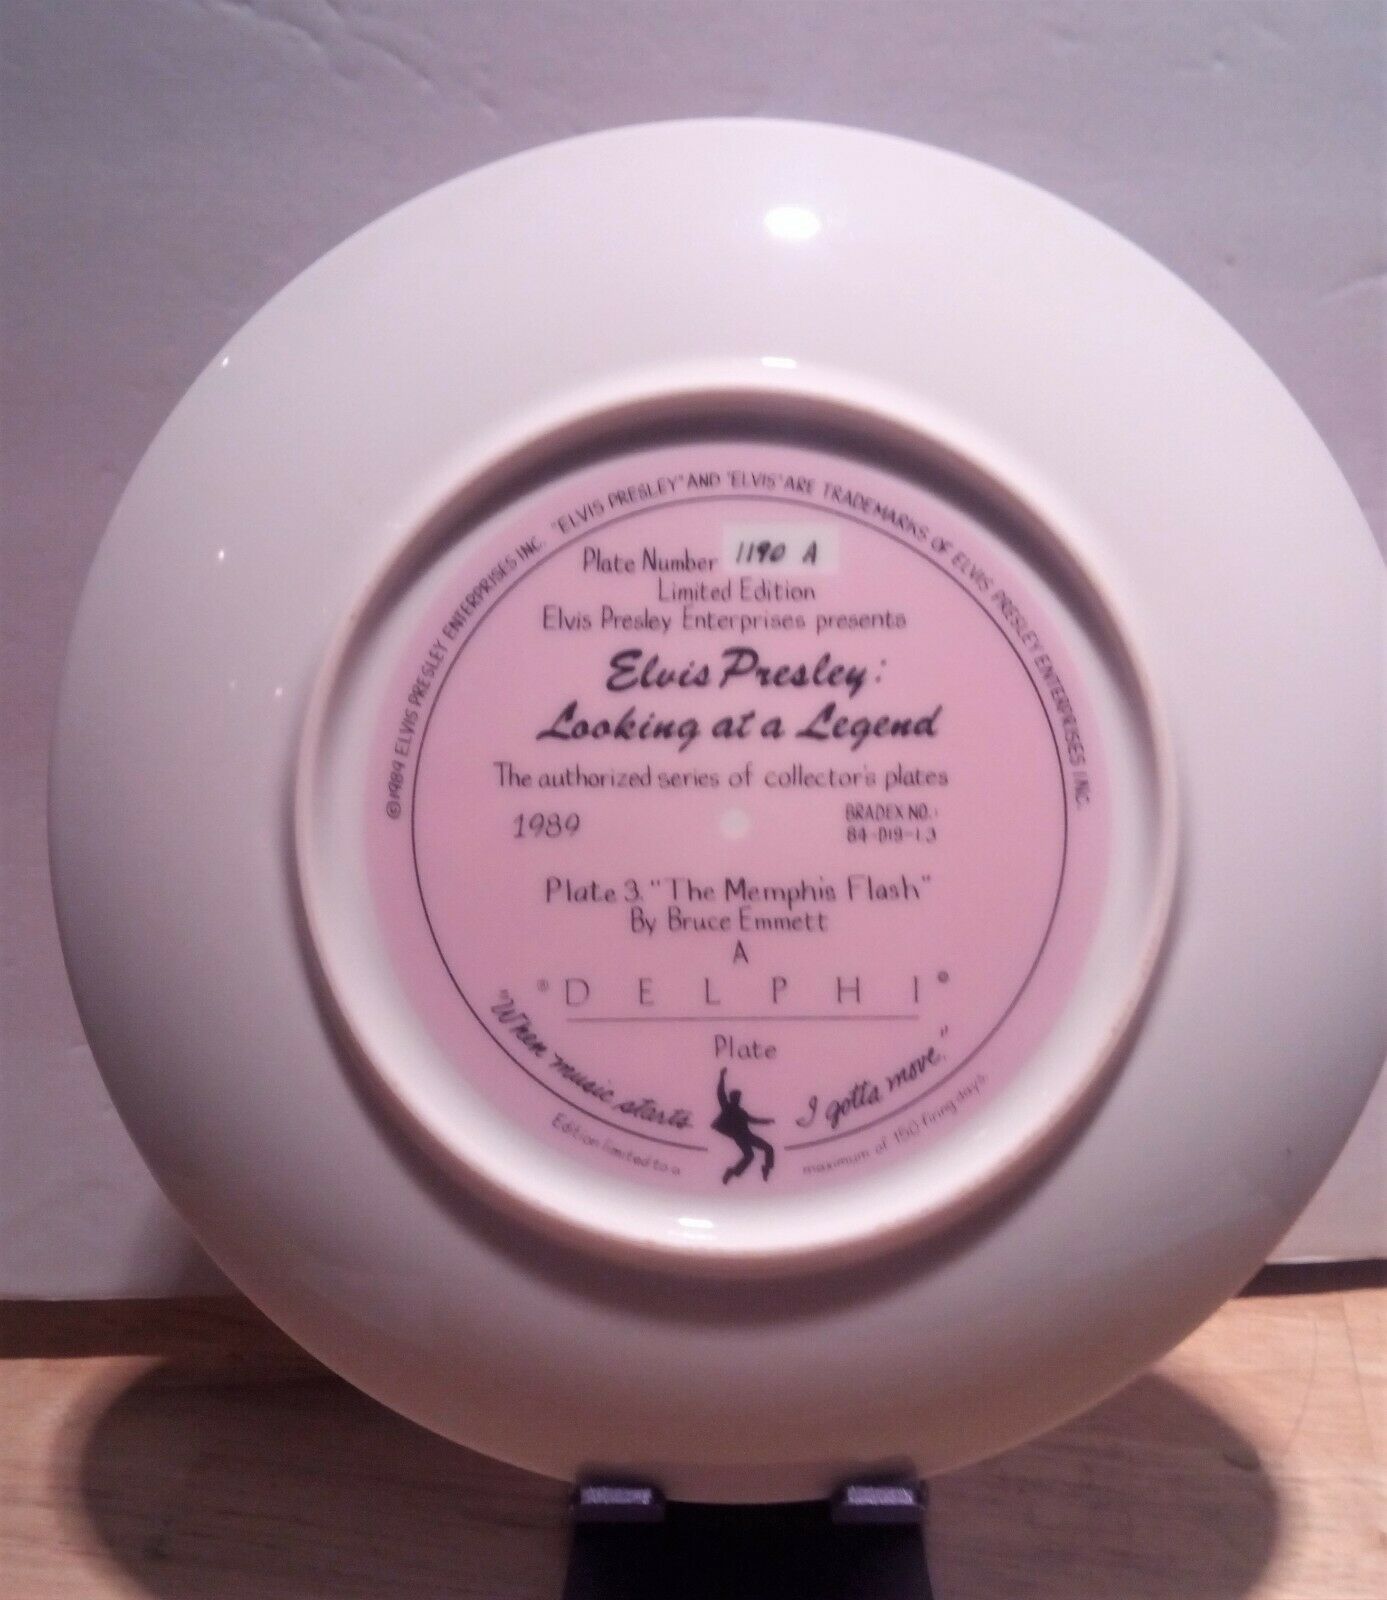 ©1989 ELVIS PRESLEY ENTERPRISES INC. "ELVIS PRESLEY" AND "ELVIS" ARE TRADEMARKS OF ELVIS PRESLEY ENTERPRISES INC.
Plate Number 1190 A
Limited Edition
Elvis Presley Enterprises presents
Elvis Presley:
Looking at a Legend
The authorized series of collector's plates
1989
BRADEX NO.:
84-D19-1.3
Plate 3. "The Memphis Flash"
By Bruce Emmett
A
® DELPHI ®
Plate
"When music starts I gotta move."
Edition limited to a maximum of 150 firing days.